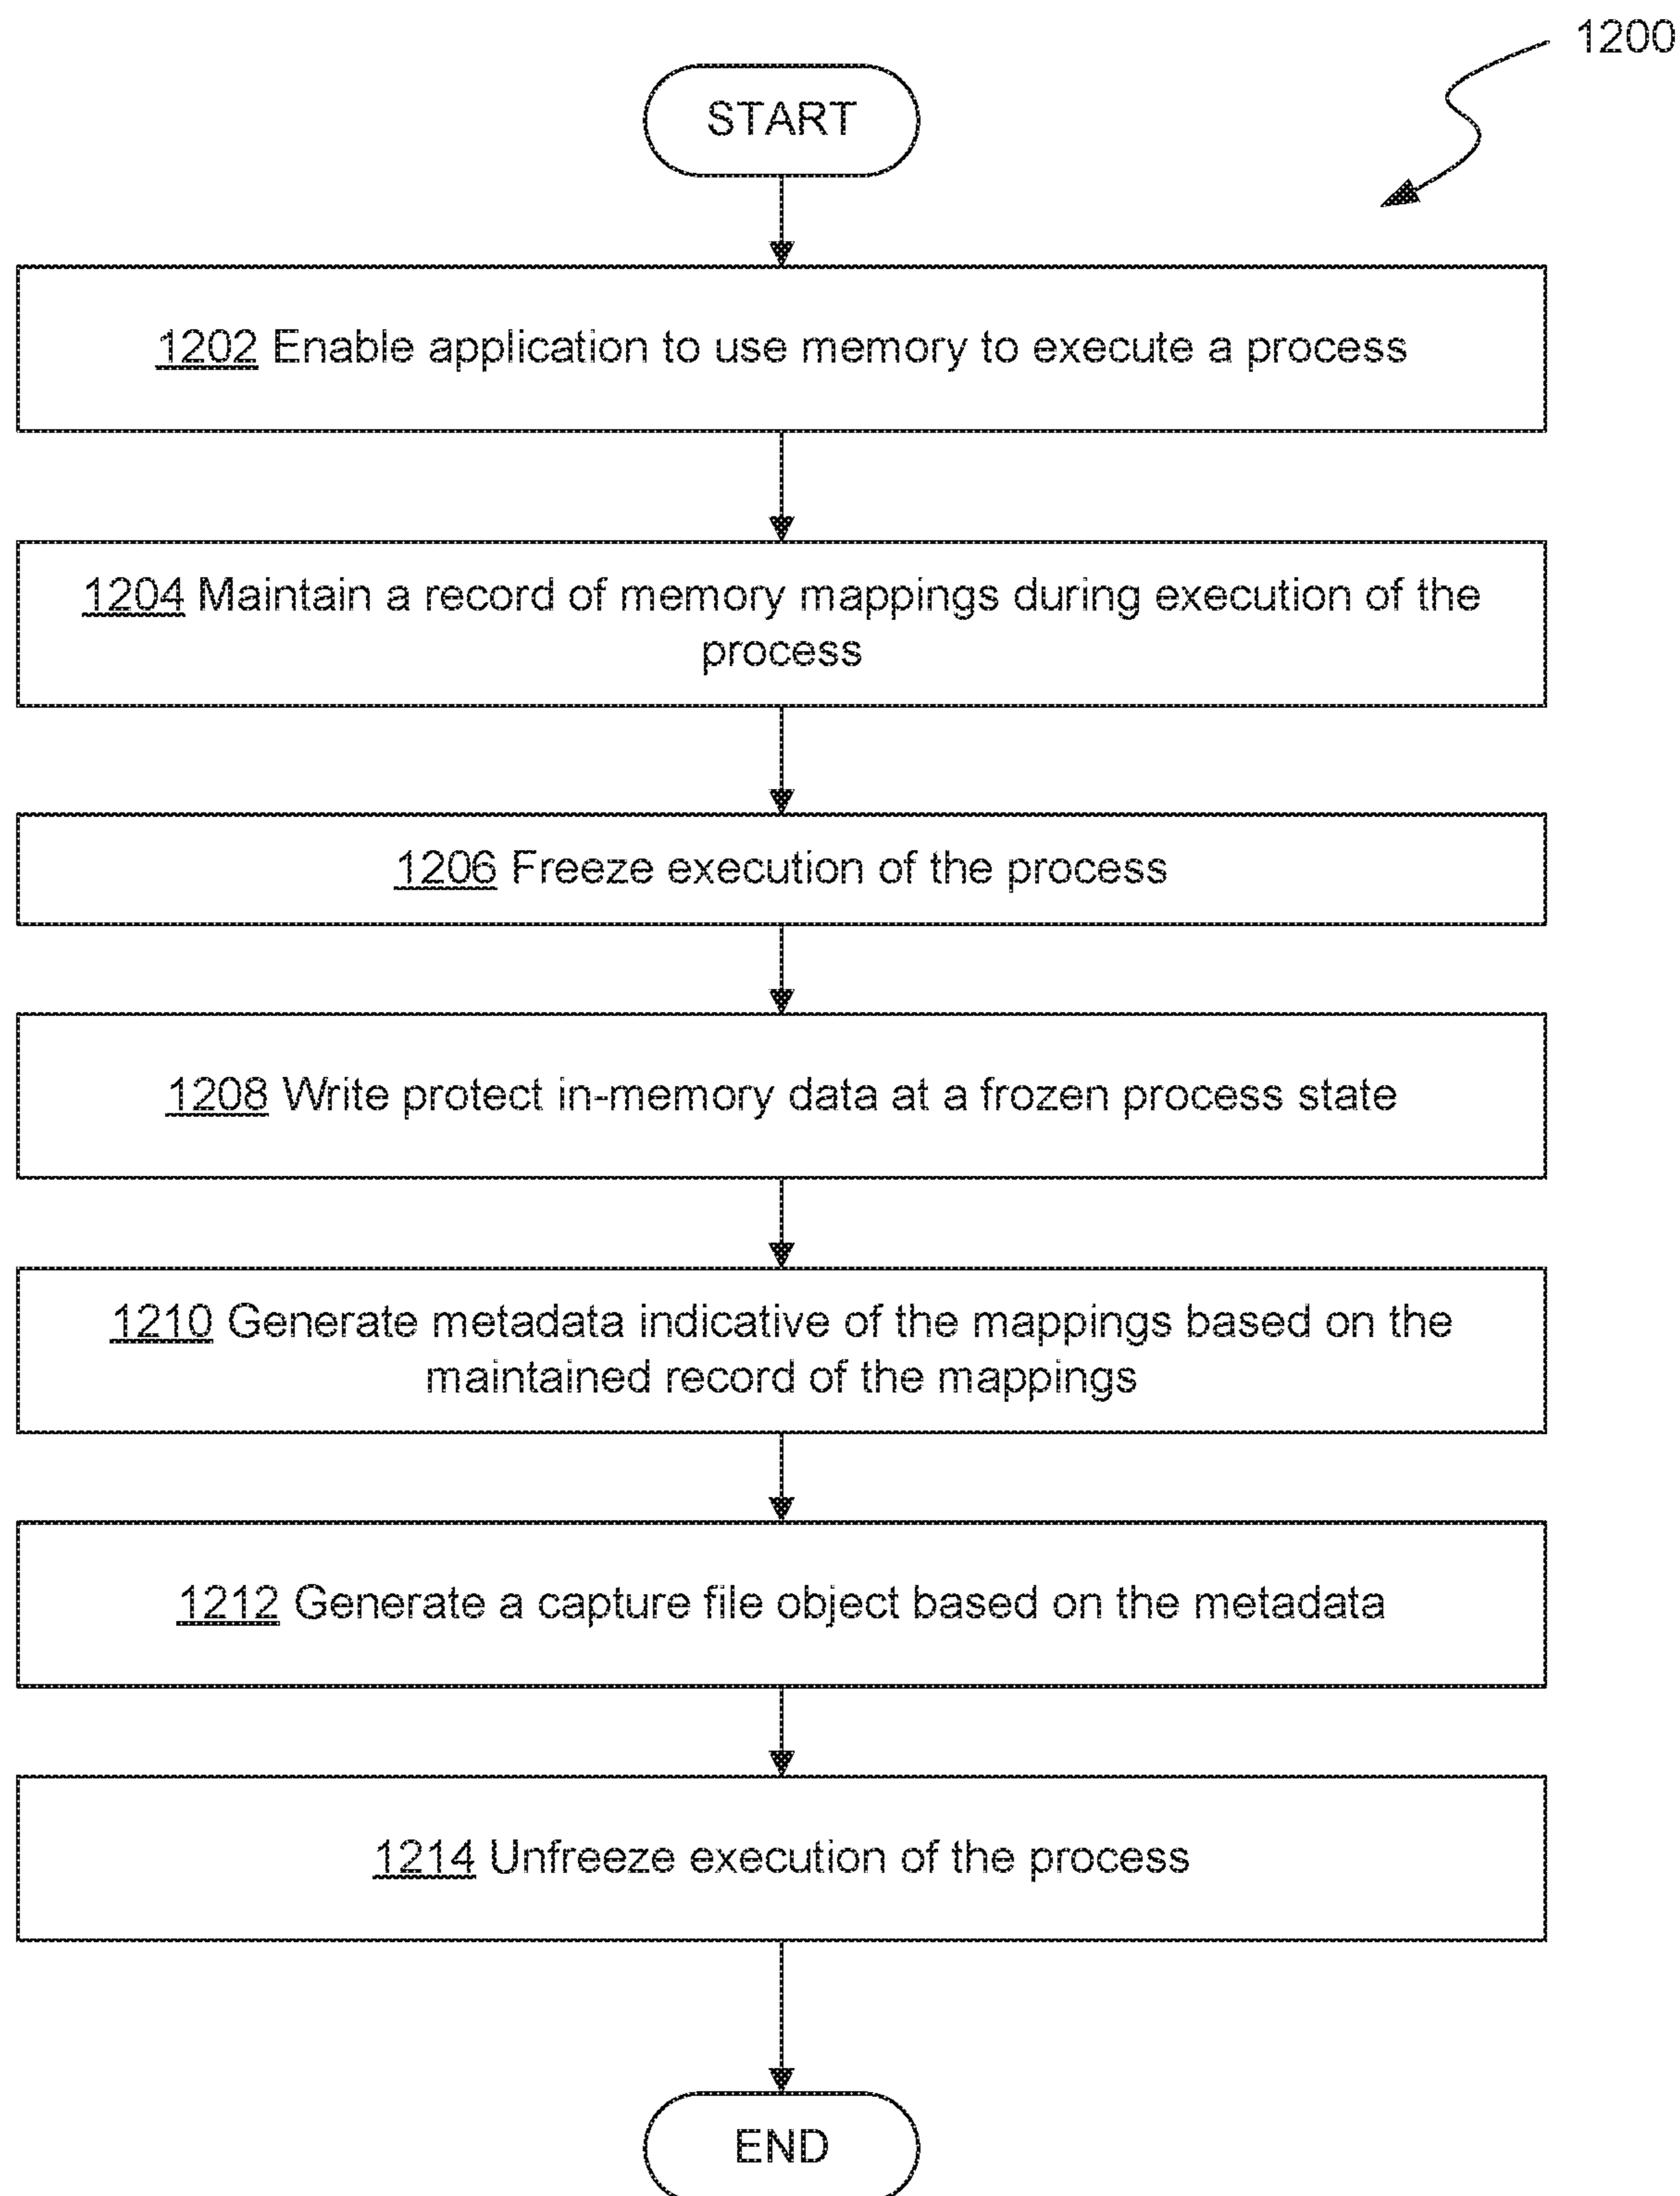 1200
START
1202 Enable application to use memory to execute a process
1204 Maintain a record of memory mappings during execution of the
process
1206 Freeze execution of the process
1208 Write protect in-memory data at a frozen process state
1210 Generate metadata indicative of the mappings based on the
maintained record of the mappings
1212 Generate a capture file object based on the metadata
1214 Unfreeze execution of the process
END